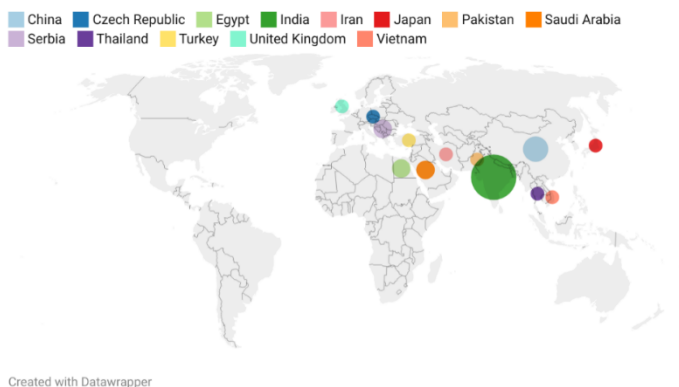 China Czech Republic Egypt India Iran Japan Pakistan Saudi Arabia
Serbia Thailand Turkey United Kingdom Vietnam
Created with Datawrapper